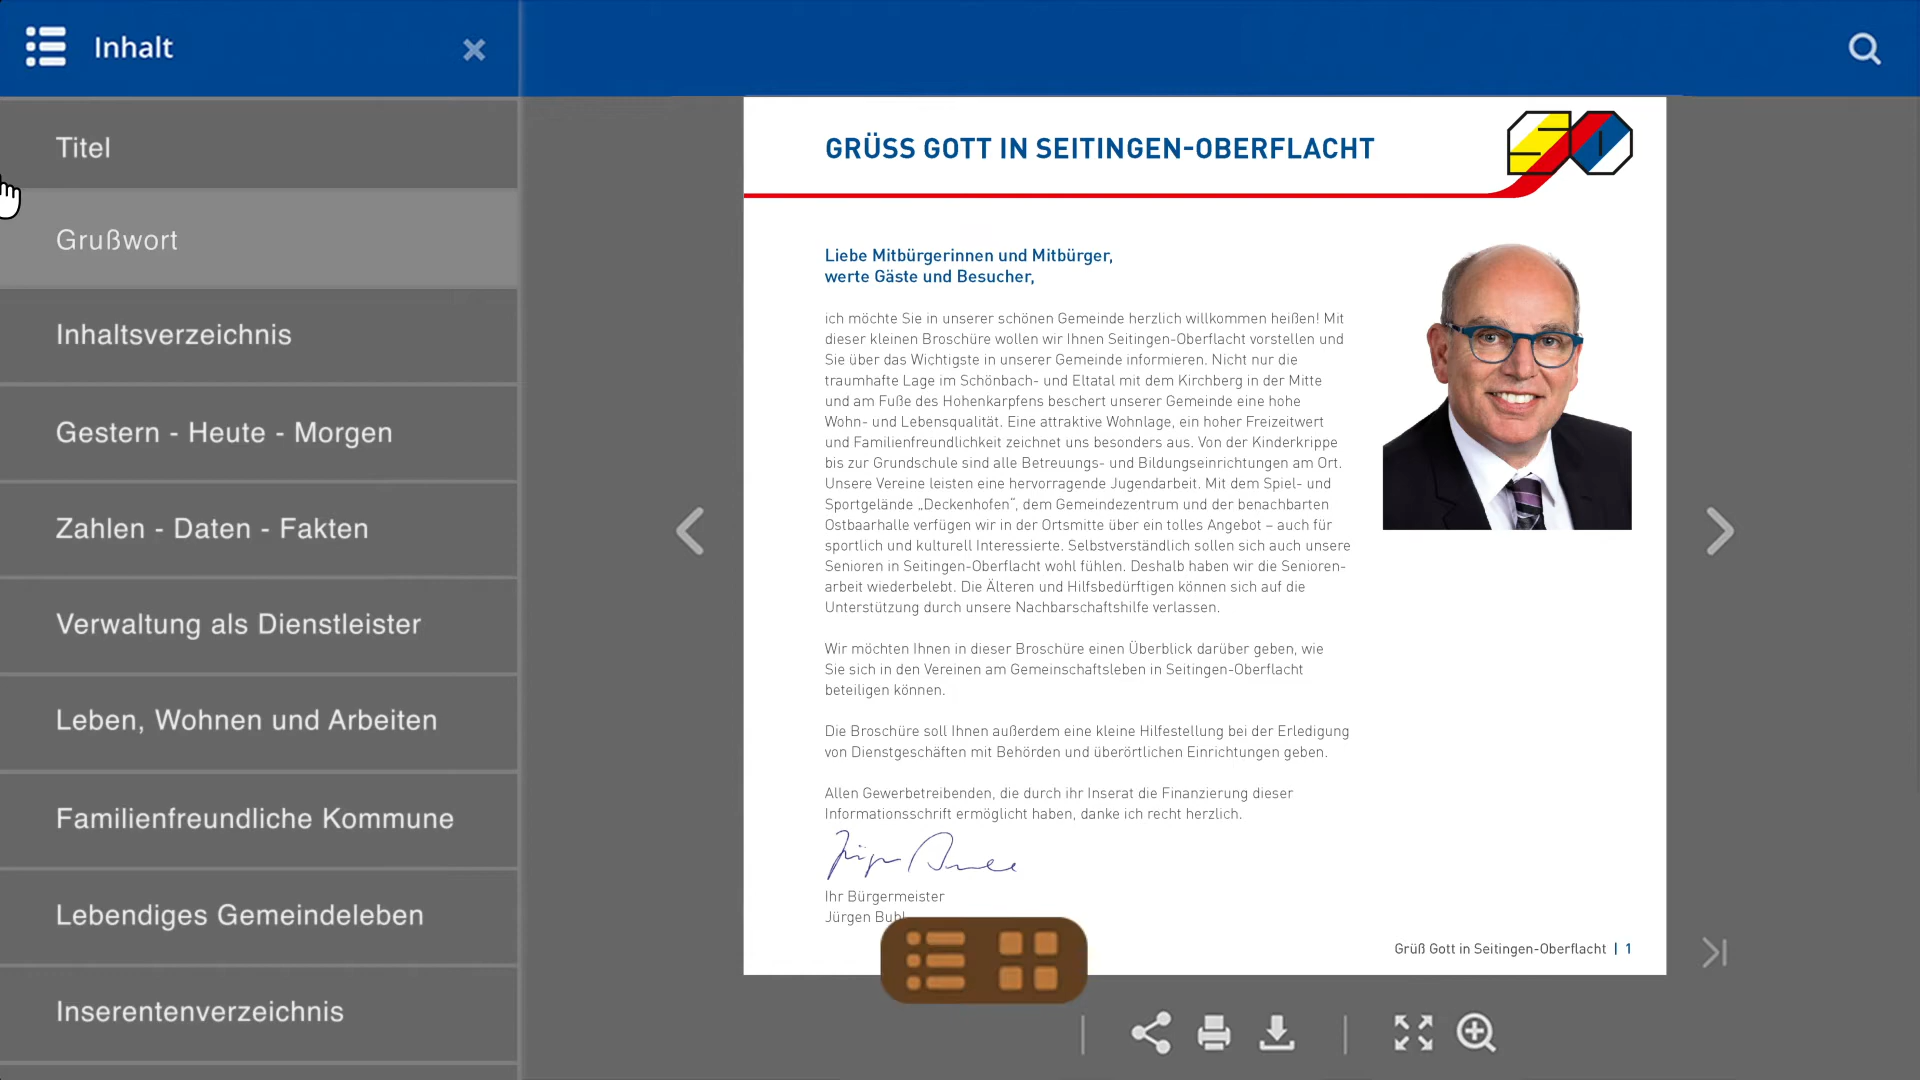 Inhalt
Titel
Grußwort
Inhaltsverzeichnis
Gestern - Heute - Morgen
Zahlen - Daten - Fakten
Verwaltung als Dienstleister
Leben, Wohnen und Arbeiten
Familienfreundliche Kommune
Lebendiges Gemeindeleben
Inserentenverzeichnis
GRÜSS GOTT IN SEITINGEN-OBERFLACHT
Liebe Mitbürgerinnen und Mitbürger,
werte Gäste und Besucher,
ich möchte Sie in unserer schönen Gemeinde herzlich willkommen heißen! Mit
dieser kleinen Broschüre wollen wir Ihnen Seitingen-Oberflacht vorstellen und
Sie über das Wichtigste in unserer Gemeinde informieren. Nicht nur die
traumhafte Lage im Schönbach- und Eltatal mit dem Kirchberg in der Mitte
und am Fuße des Hohenkarpfens beschert unserer Gemeinde eine hohe
Wohn- und Lebensqualität. Eine attraktive Wohnlage, ein hoher Freizeitwert
und Familienfreundlichkeit zeichnet uns besonders aus. Von der Kinderkrippe
bis zur Grundschule sind alle Betreuungs- und Bildungseinrichtungen am Ort.
Unsere Vereine leisten eine hervorragende Jugendarbeit. Mit dem Spiel- und
Sportgelände „Deckenhofen“, dem Gemeindezentrum und der benachbarten
Ostbaarhalle verfügen wir in der Ortsmitte über ein tolles Angebot – auch für
sportlich und kulturell Interessierte. Selbstverständlich sollen sich auch unsere
Senioren in Seitingen-Oberflacht wohl fühlen. Deshalb haben wir die Senioren-
arbeit wiederbelebt. Die Älteren und Hilfsbedürftigen können sich auf die
Unterstützung durch unsere Nachbarschaftshilfe verlassen.
Wir möchten Ihnen in dieser Broschüre einen Überblick darüber geben, wie
Sie sich in den Vereinen am Gemeinschaftsleben in Seitingen-Oberflacht
beteiligen können.
Die Broschüre soll Ihnen außerdem eine kleine Hilfestellung bei der Erledigung
von Dienstgeschäften mit Behörden und überörtlichen Einrichtungen geben.
Allen Gewerbetreibenden, die durch ihr Inserat die Finanzierung dieser
Informationsschrift ermöglicht haben, danke ich recht herzlich.
Ihr Bürgermeister
Jürgen Buhl
Grüß Gott in Seitingen-Oberflacht | 1